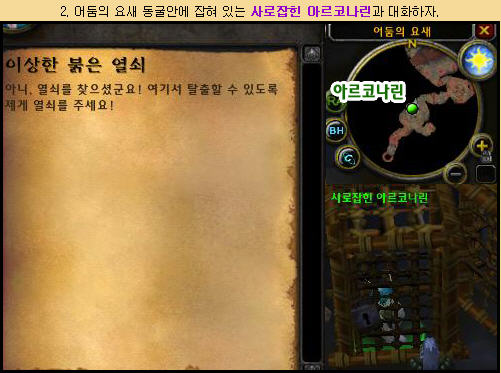 2. 어둠의 요새 동굴안에 잡혀 있는 사로잡힌 아르코나린과 대화하자.
이상한 붉은 열쇠
아니, 열쇠를 찾으셨군요! 여기서 탈출할 수 있도록
제게 열쇠를 주세요!
어둠의 요새
N
아르코나린
BH
사로잡힌 아르코나린